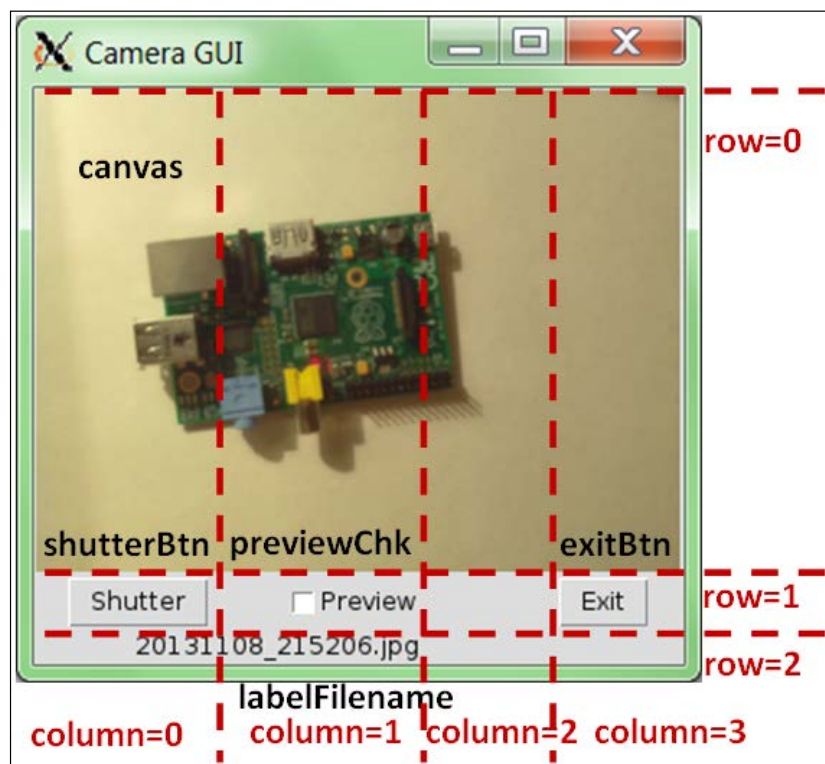 Camera GUI
row=0
canvas
shutterBtn previewChk exitBtn
Shutter Preview Exit row=1
20131108_215206.jpg
row=2
labelFilename
column=0 column=1 column=2 column=3